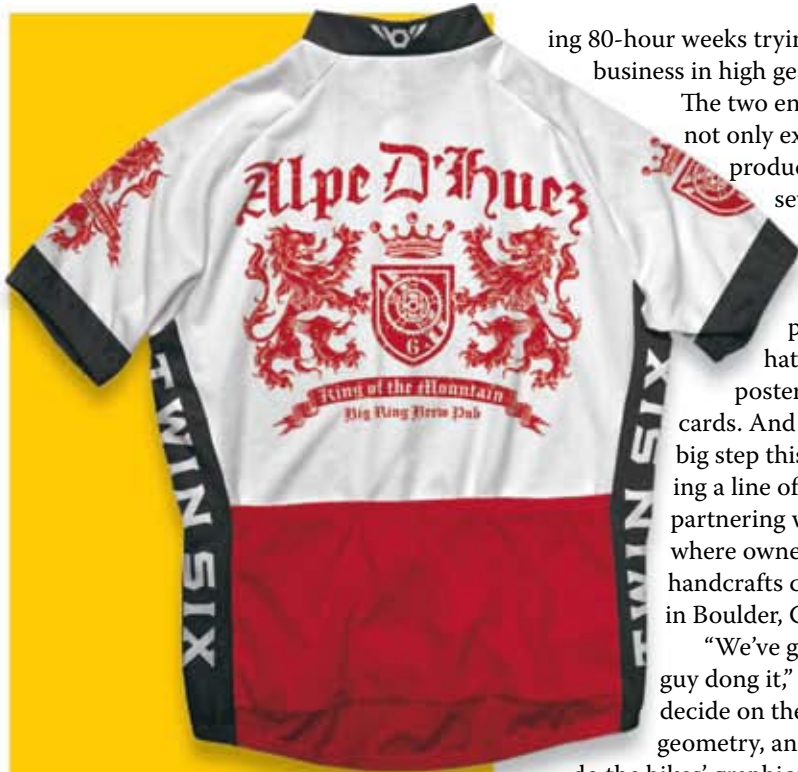 Alpe D'Huez
6
King of the Mountain
Big Ring Brew Pub
TWIN SIX
TWIN SIX
ing 80-hour weeks tryin
business in high ge
The two en
not only ex
produc
se
p
hat
poster
cards. And
big step this
ing a line of
partnering w
where owne
handcrafts c
in Boulder, C
“We’ve g
guy dong it,”
decide on the
geometry, an